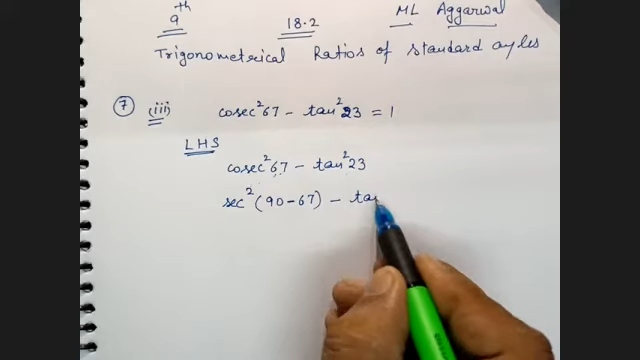 9th 18.2 ML Aggarwal
Trigonometrical Ratios of standard angles
7 (iii) cosec²67 - tan²23 = 1
LHS
cosec²67 - tan²23
sec²(90-67) - tan